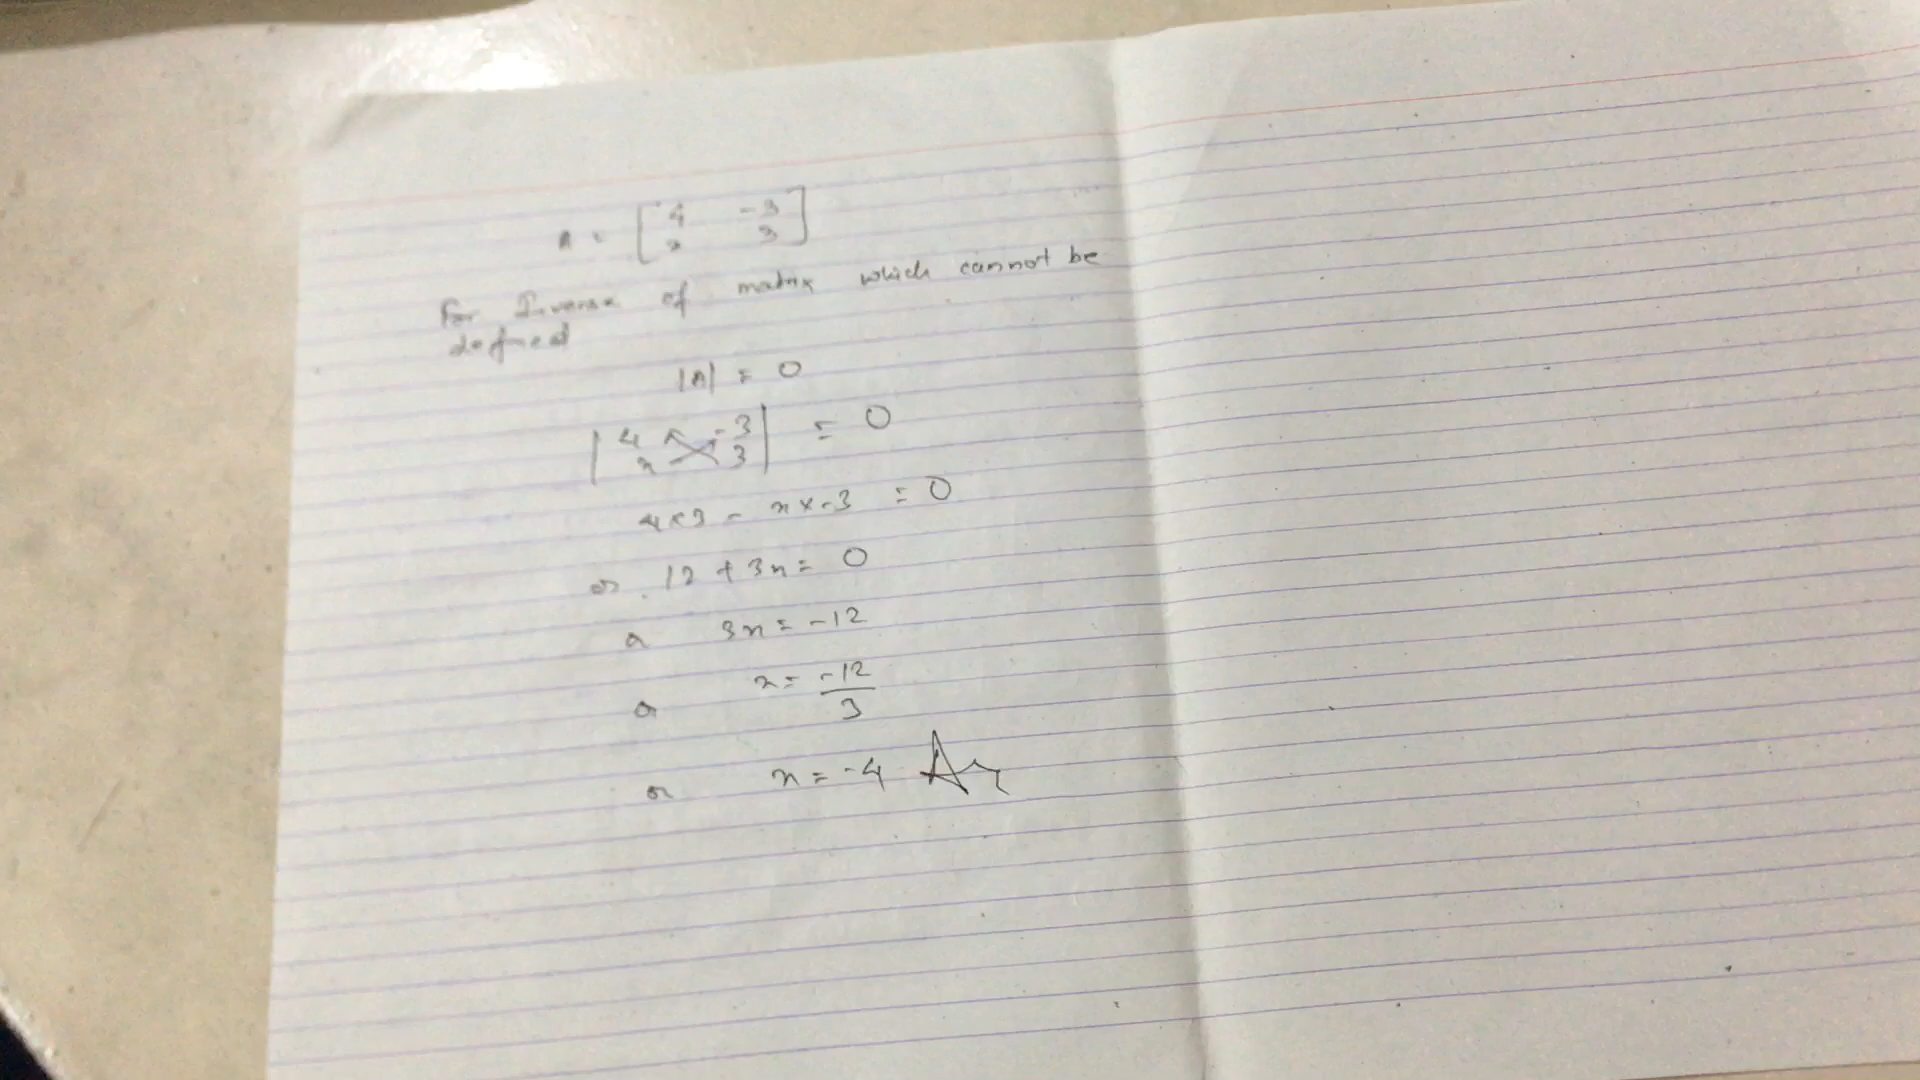 A = [ 4 -3
x 3 ]
For Inverse of matrix which cannot be
defined
|A| = 0
| 4 -3
x 3 | = 0
4×3 - x×-3 = 0
or 12 + 3x = 0
or 3x = -12
or x = -12/3
or x = -4 Ans